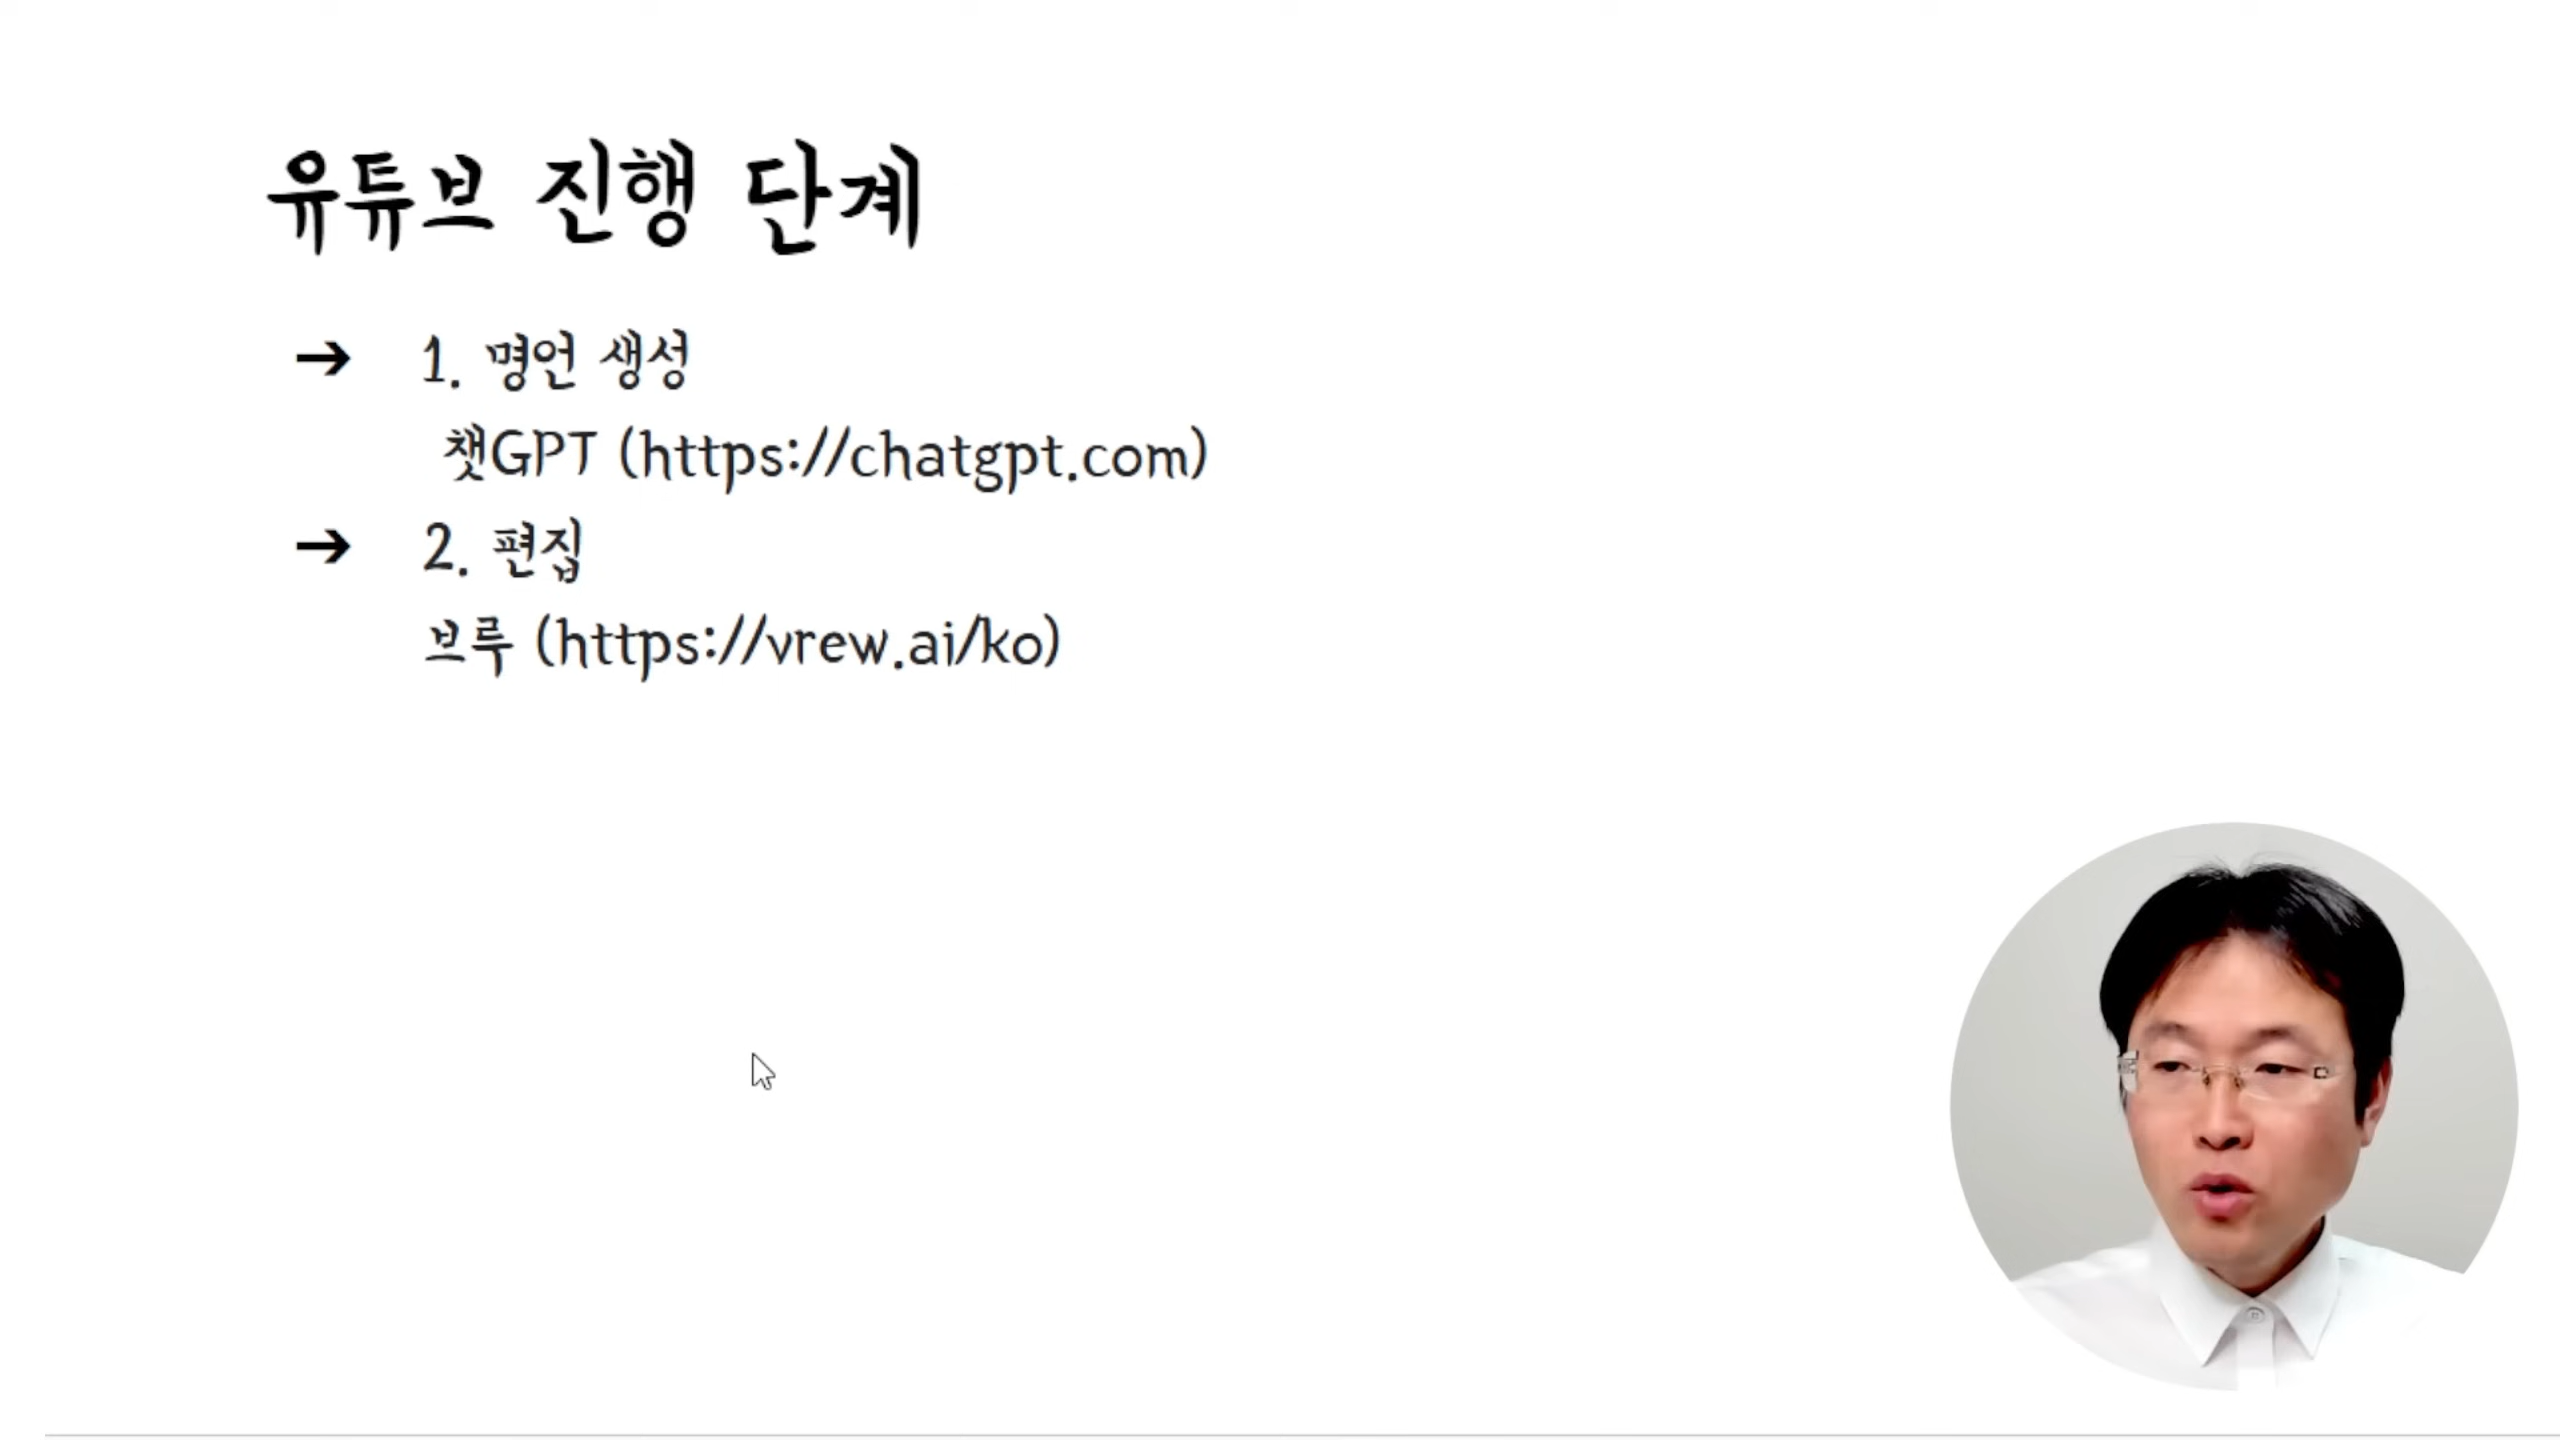 유튜브 진행 단계
➔ 1. 명언 생성
챗GPT (https://chatgpt.com)
➔ 2. 편집
브루 (https://vrew.ai/ko)